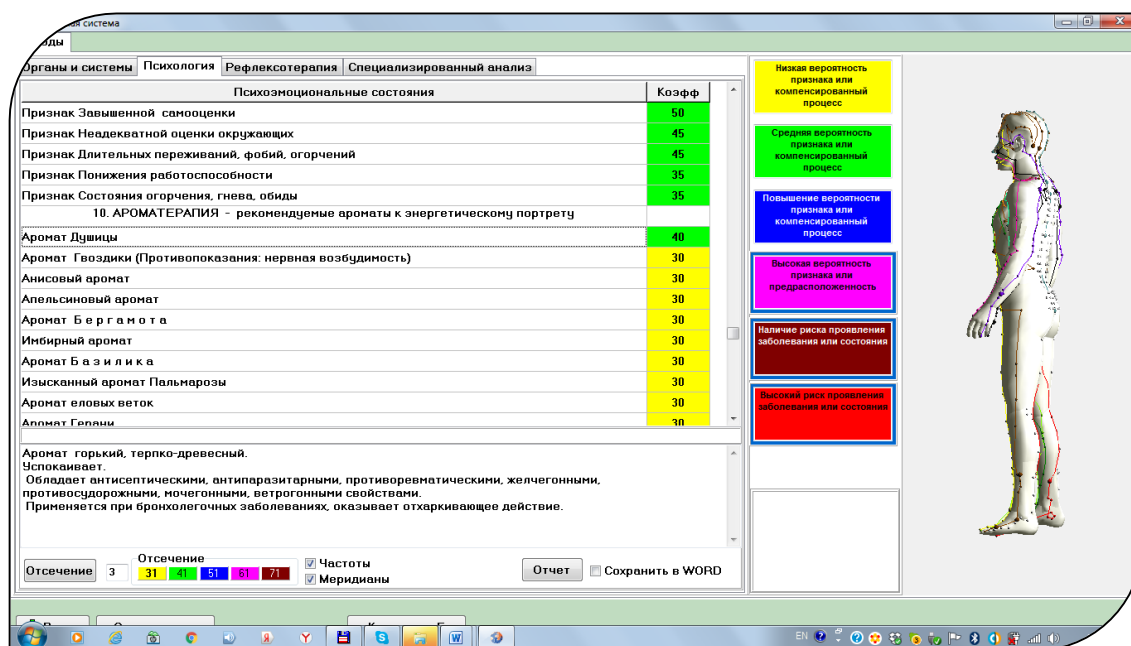 система
Органы и системы Психология Рефлексотерапия Специализированный анализ
Психоэмоциональные состояния Коэфф
Признак Завышенной самооценки 50
Признак Неадекватной оценки окружающих 45
Признак Длительных переживаний, фобий, огорчений 45
Признак Понижения работоспособности 35
Признак Состояния огорчения, гнева, обиды 35
10. АРОМАТЕРАПИЯ - рекомендуемые ароматы к энергетическому портрету
Аромат Душицы 40
Аромат Гвоздики (Противопоказания: нервная возбудимость) 30
Анисовый аромат 30
Апельсиновый аромат 30
Аромат Б е р г а м о т а 30
Имбирный аромат 30
Аромат Б а з и л и к а 30
Изысканный аромат Пальмарозы 30
Аромат еловых веток 30
Аромат Герани 30
Аромат горький, терпко-древесный.
Успокаивает.
Обладает антисептическими, антипаразитарными, противоревматическими, желчегонными,
противосудорожными, мочегонными, ветрогонными свойствами.
Применяется при бронхолегочных заболеваниях, оказывает отхаркивающее действие.
Отсечение 3
Отсечение
31 41 51 61 71
Частоты
Меридианы
Отчет Сохранить в WORD
Низкая вероятность
признака или
компенсированный
процесс
Средняя вероятность
признака или
компенсированный
процесс
Повышение вероятности
признака или
компенсированный
процесс
Высокая вероятность
признака или
предрасположенность
Наличие риска проявления
заболевания или состояния
Высокий риск проявления
заболевания или состояния
EN